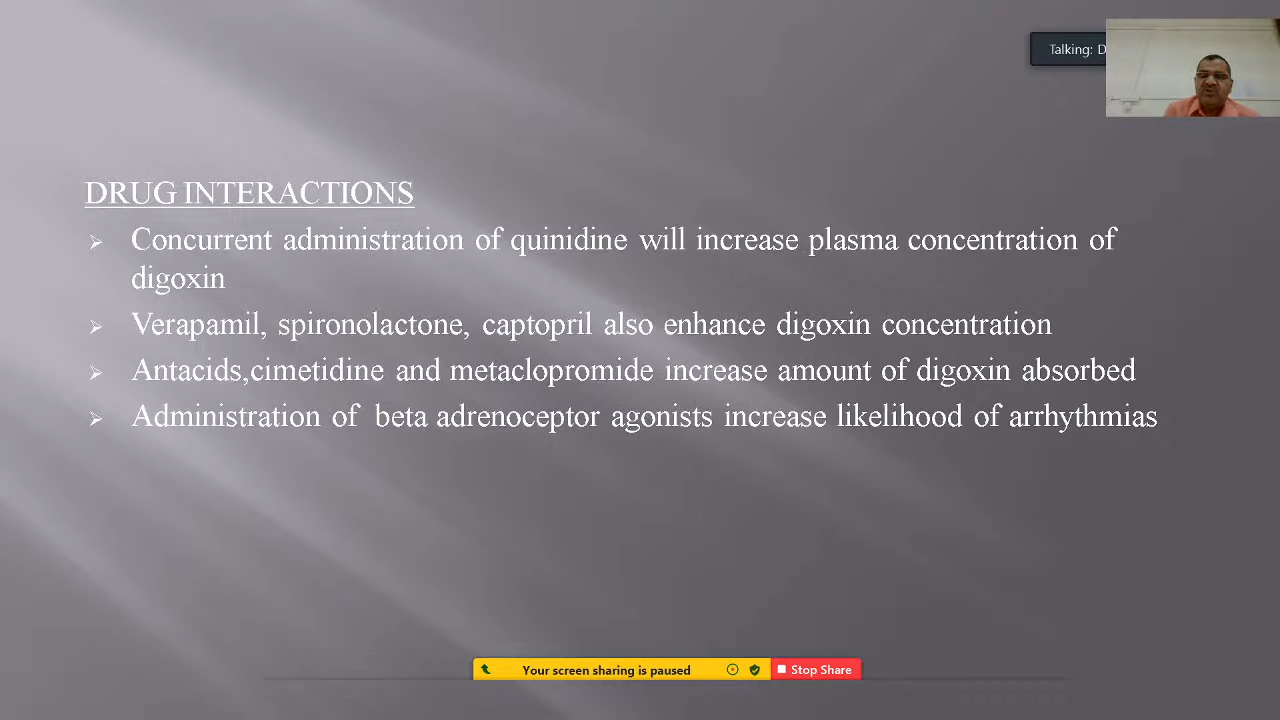 Talking: D
DRUG INTERACTIONS
Concurrent administration of quinidine will increase plasma concentration of
digoxin
Verapamil, spironolactone, captopril also enhance digoxin concentration
Antacids,cimetidine and metaclopromide increase amount of digoxin absorbed
Administration of beta adrenoceptor agonists increase likelihood of arrhythmias
Your screen sharing is paused
Stop Share